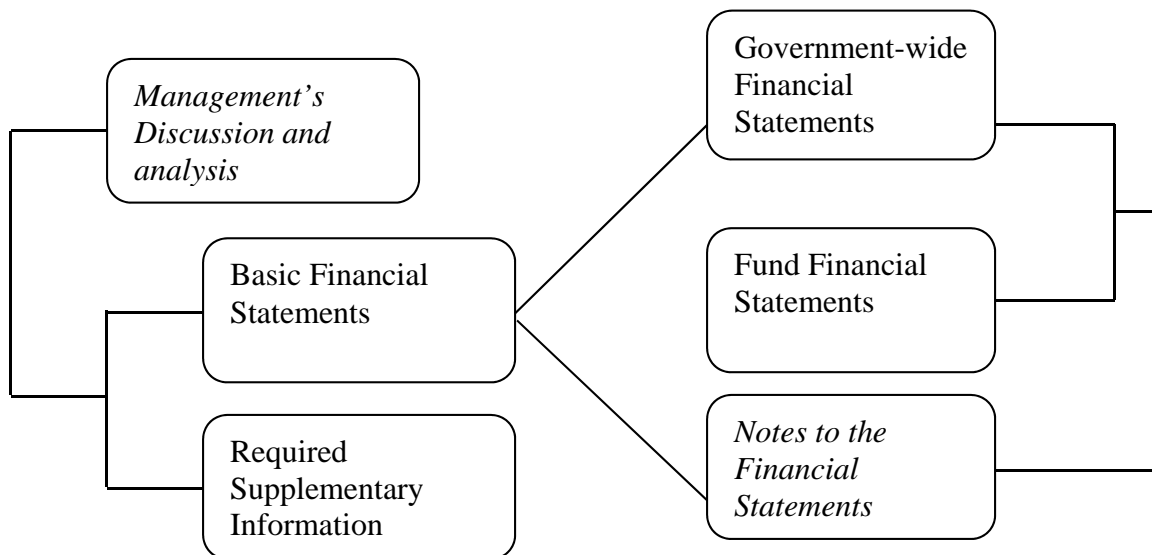 Management’s
Discussion and
analysis
Basic Financial
Statements
Required
Supplementary
Information
Government-wide
Financial
Statements
Fund Financial
Statements
Notes to the
Financial
Statements